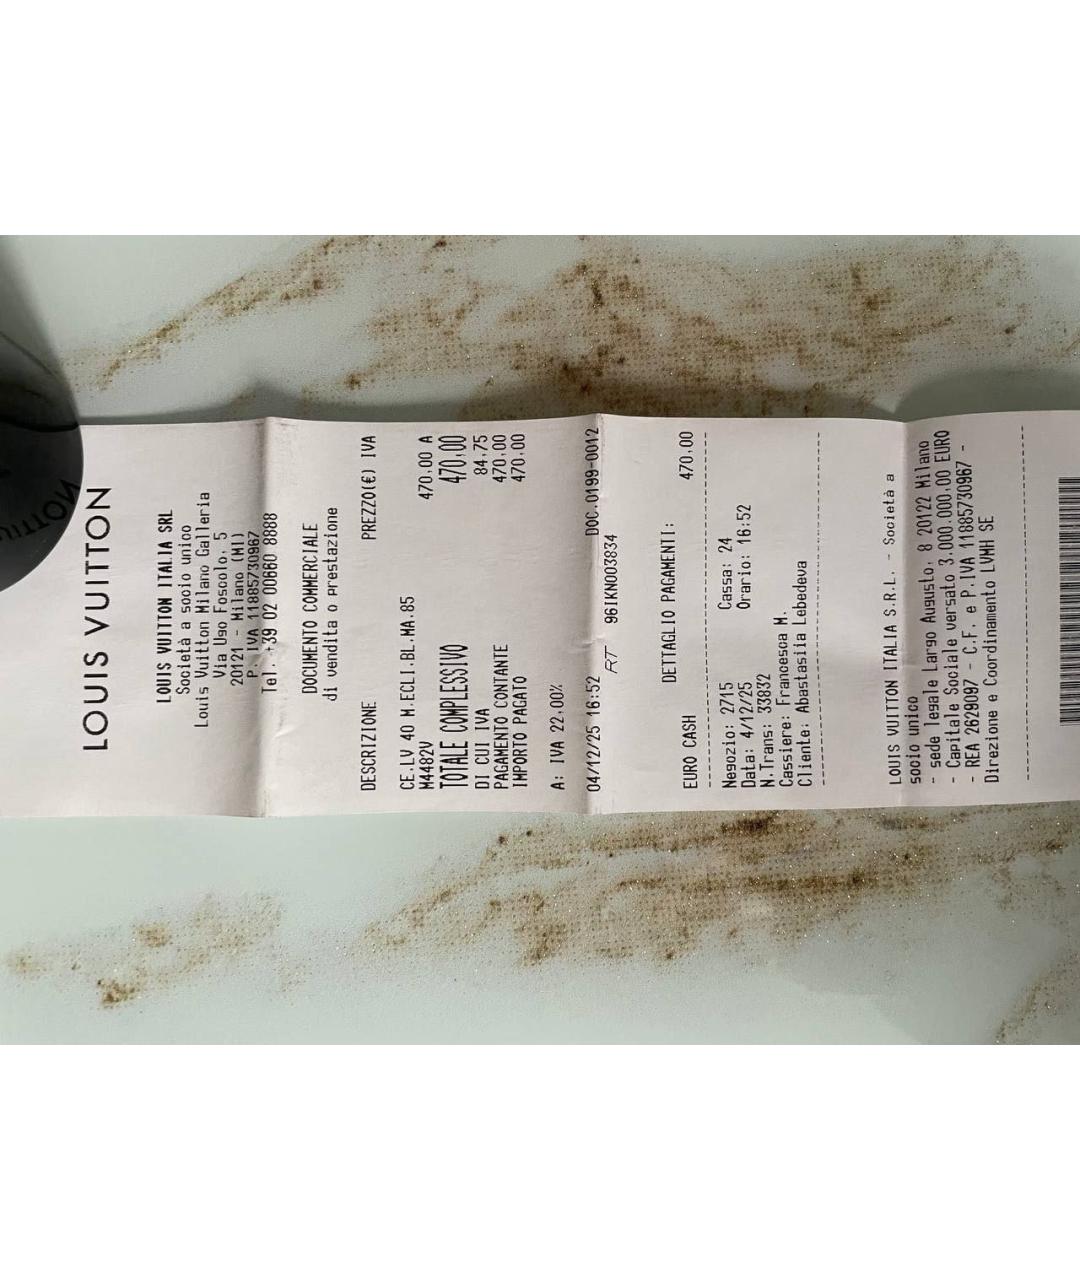 LOUIS VUITTON
LOUIS VUITTON ITALIA SRL
Società a socio unico
Louis Vuitton Milano Galleria
Via Ugo Foscolo, 5
20121 - Milano (MI)
P. IVA 11885730967
Tel. +39 02 00660 8888
DOCUMENTO COMMERCIALE
di vendita o prestazione
DESCRIZIONE PREZZO(€) IVA
CE.LV 40 M.ECLI.BL.MA.85 470.00 A
M4482V
TOTALE COMPLESSIVO 470.00
DI CUI IVA 84.75
PAGAMENTO CONTANTE 470.00
IMPORTO PAGATO 470.00
A: IVA 22,00%
04/12/25 16:52 DOC.0199-0012
RT 96IKN003834
DETTAGLIO PAGAMENTI:
EURO CASH 470.00
Negozio: 2715 Cassa: 24
Data: 4/12/25 Orario: 16:52
N.Trans: 33832
Cassiere: Francesca M.
Cliente: Abastasiia Lebedeva
LOUIS VUITTON ITALIA S.R.L. - Società a
socio unico
- sede legale Largo Augusto, 8 20122 Milano
- Capitale Sociale versato 3.000.000,00 EURO
- REA 2629097 - C.F. e P.IVA 11885730967 -
Direzione e Coordinamento LVMH SE